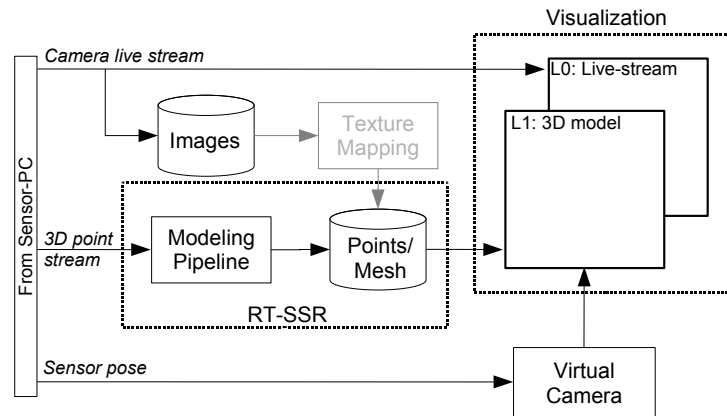 Visualization
Camera live stream
L0: Live-stream
L1: 3D model
Images
Texture
Mapping
From Sensor-PC
3D point
stream
Modeling
Pipeline
Points/
Mesh
RT-SSR
Sensor pose
Virtual
Camera